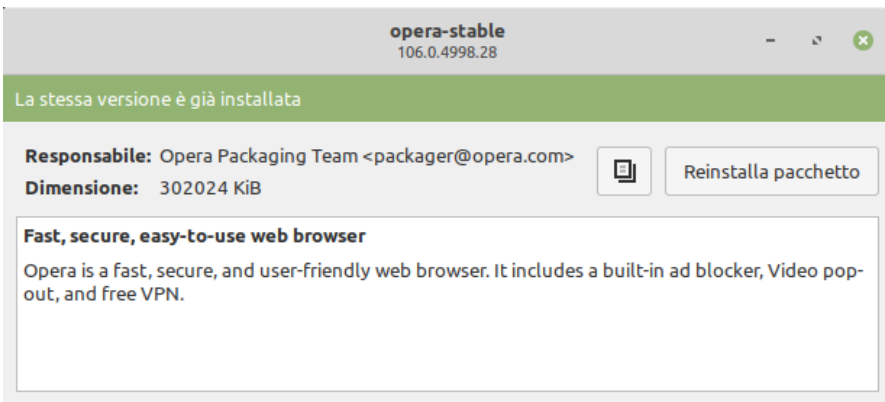 opera-stable
106.0.4998.28
La stessa versione è già installata
Responsabile: Opera Packaging Team <packager@opera.com>
Dimensione: 302024 KiB
Reinstalla pacchetto
Fast, secure, easy-to-use web browser
Opera is a fast, secure, and user-friendly web browser. It includes a built-in ad blocker, Video pop-
out, and free VPN.